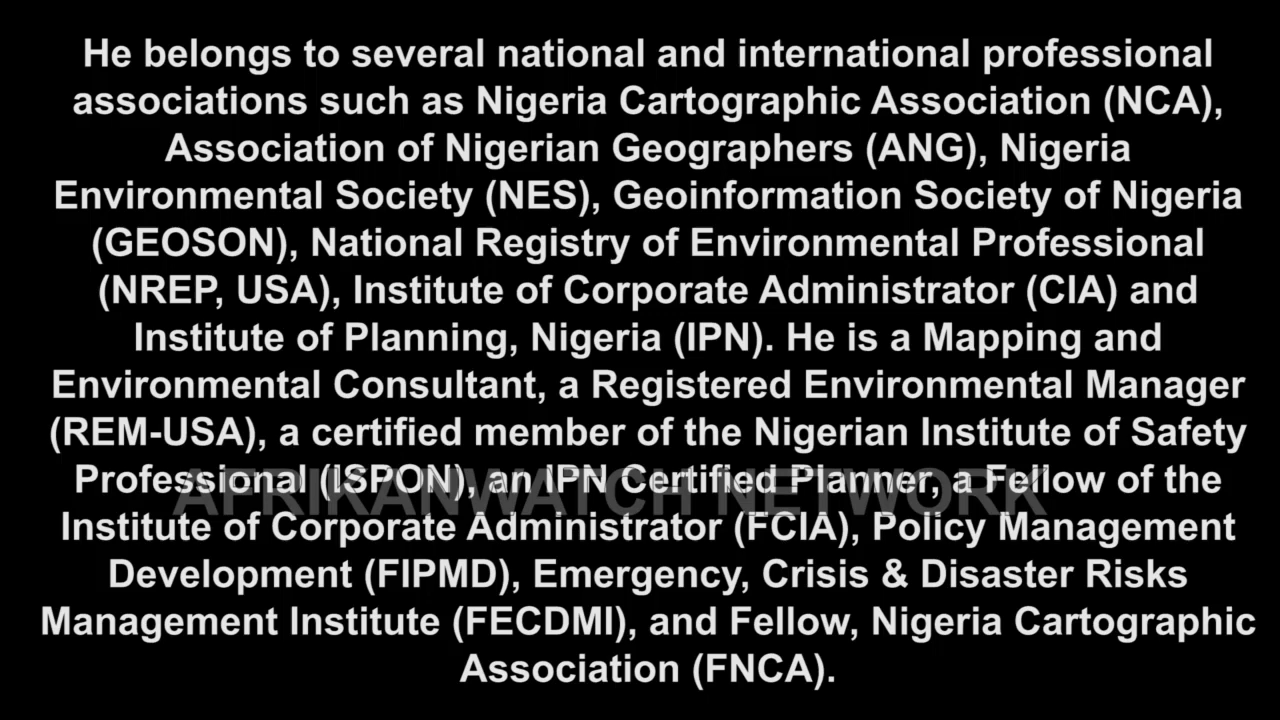 He belongs to several national and international professional
associations such as Nigeria Cartographic Association (NCA),
Association of Nigerian Geographers (ANG), Nigeria
Environmental Society (NES), Geoinformation Society of Nigeria
(GEOSON), National Registry of Environmental Professional
(NREP, USA), Institute of Corporate Administrator (CIA) and
Institute of Planning, Nigeria (IPN). He is a Mapping and
Environmental Consultant, a Registered Environmental Manager
(REM-USA), a certified member of the Nigerian Institute of Safety
Professional (ISPON), an IPN Certified Planner, a Fellow of the
AFRIKANWATCH NETWORK
Institute of Corporate Administrator (FCIA), Policy Management
Development (FIPMD), Emergency, Crisis & Disaster Risks
Management Institute (FECDMI), and Fellow, Nigeria Cartographic
Association (FNCA).